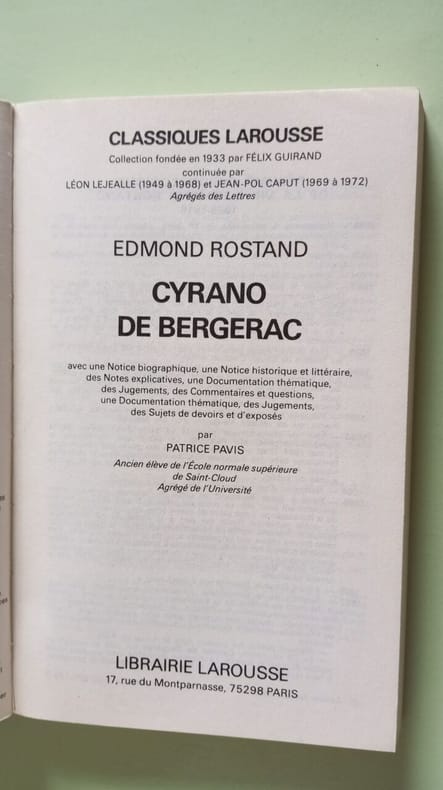 CLASSIQUES LAROUSSE
Collection fondée en 1933 par FÉLIX GUIRAND
continuée par
LÉON LEJEALLE (1949 à 1968) et JEAN-POL CAPUT (1969 à 1972)
Agrégés des Lettres
EDMOND ROSTAND
CYRANO
DE BERGERAC
avec une Notice biographique, une Notice historique et littéraire,
des Notes explicatives, une Documentation thématique,
des Jugements, des Commentaires et questions,
une Documentation thématique, des Jugements,
des Sujets de devoirs et d'exposés
par
PATRICE PAVIS
Ancien élève de l'École normale supérieure
de Saint-Cloud
Agrégé de l'Université
LIBRAIRIE LAROUSSE
17, rue du Montparnasse, 75298 PARIS